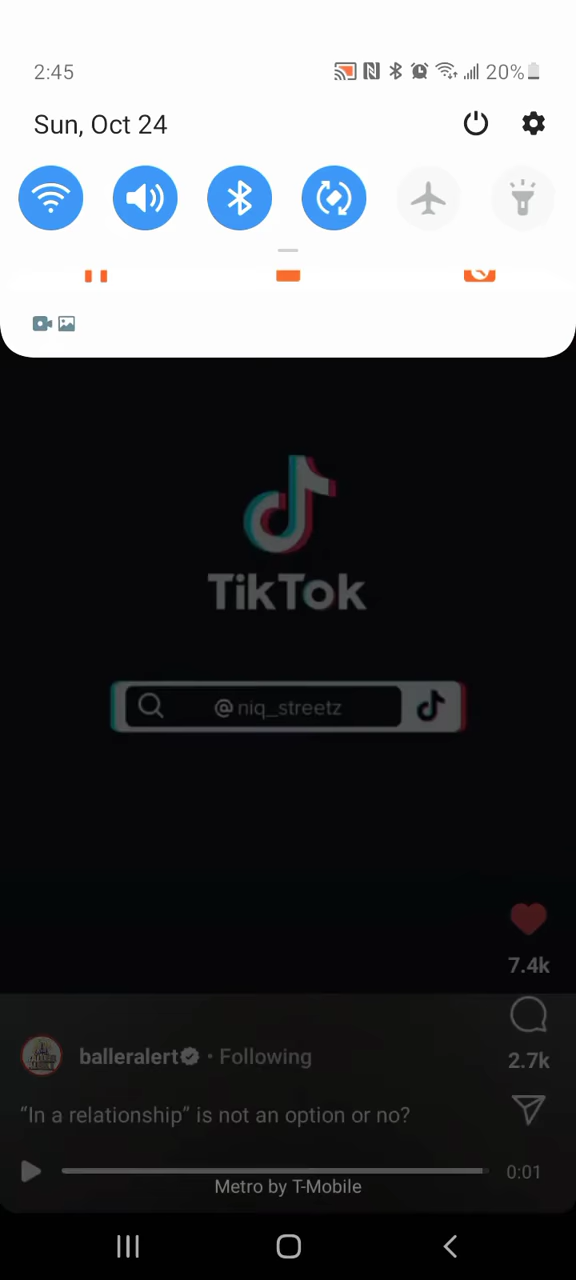 2:45
20%
Sun, Oct 24
TikTok
@niq_streetz
7.4k
balleralert • Following
2.7k
“In a relationship” is not an option or no?
0:01
Metro by T-Mobile